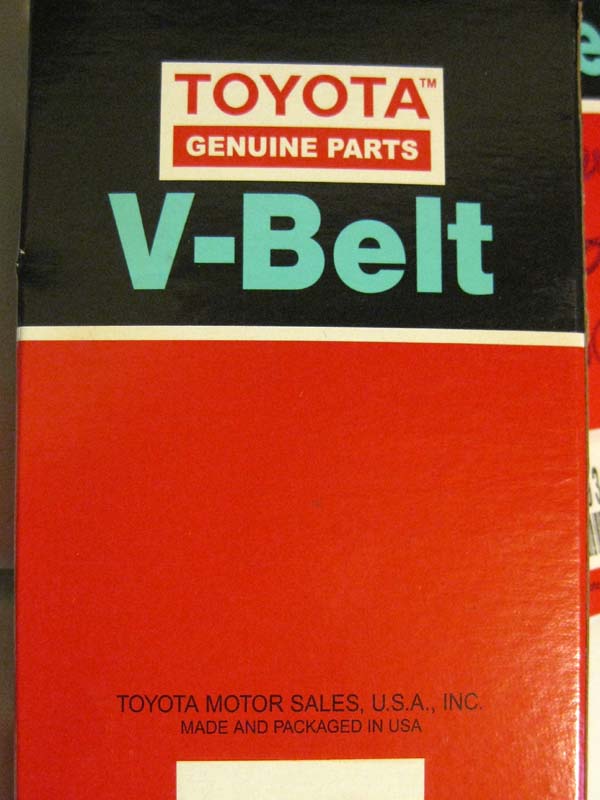 TOYOTA™
GENUINE PARTS
V-Belt
TOYOTA MOTOR SALES, U.S.A., INC.
MADE AND PACKAGED IN USA